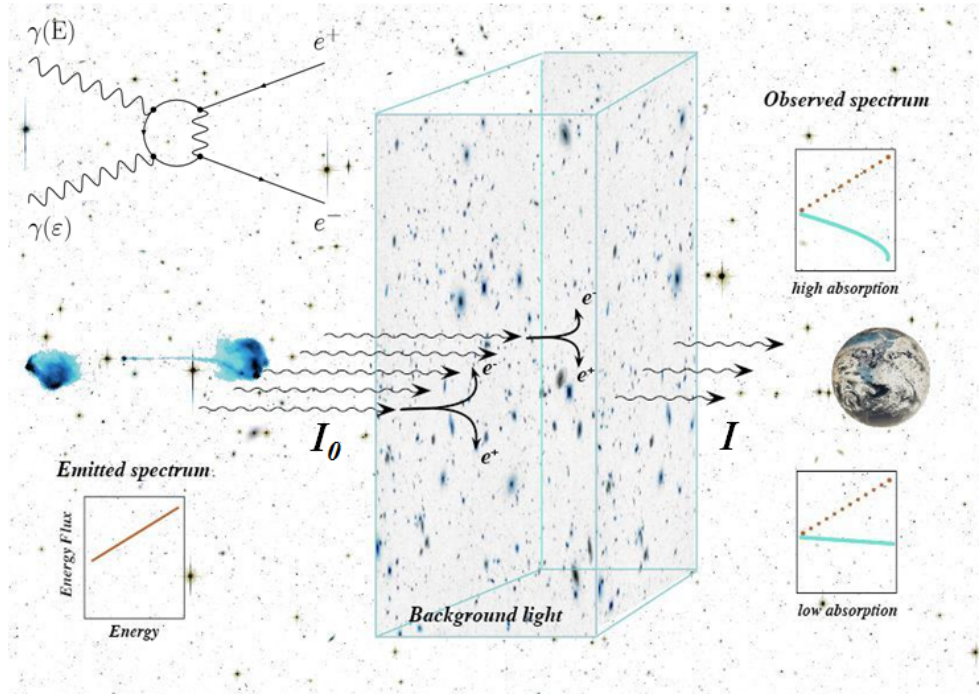 γ(E)
e+
γ(ε)
e−
Observed spectrum
high absorption
e-
e+
e-
e+
I0
I
Emitted spectrum
Energy Flux
Energy
Background light
low absorption